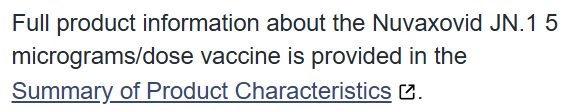 Full product information about the Nuvaxovid JN.1 5
micrograms/dose vaccine is provided in the
Summary of Product Characteristics.